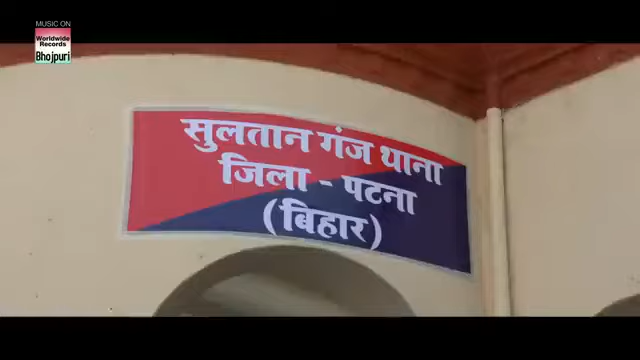 MUSIC ON
Worldwide
Records
Bhojpuri
सुलतान गंज थाना
जिला - पटना
(बिहार)